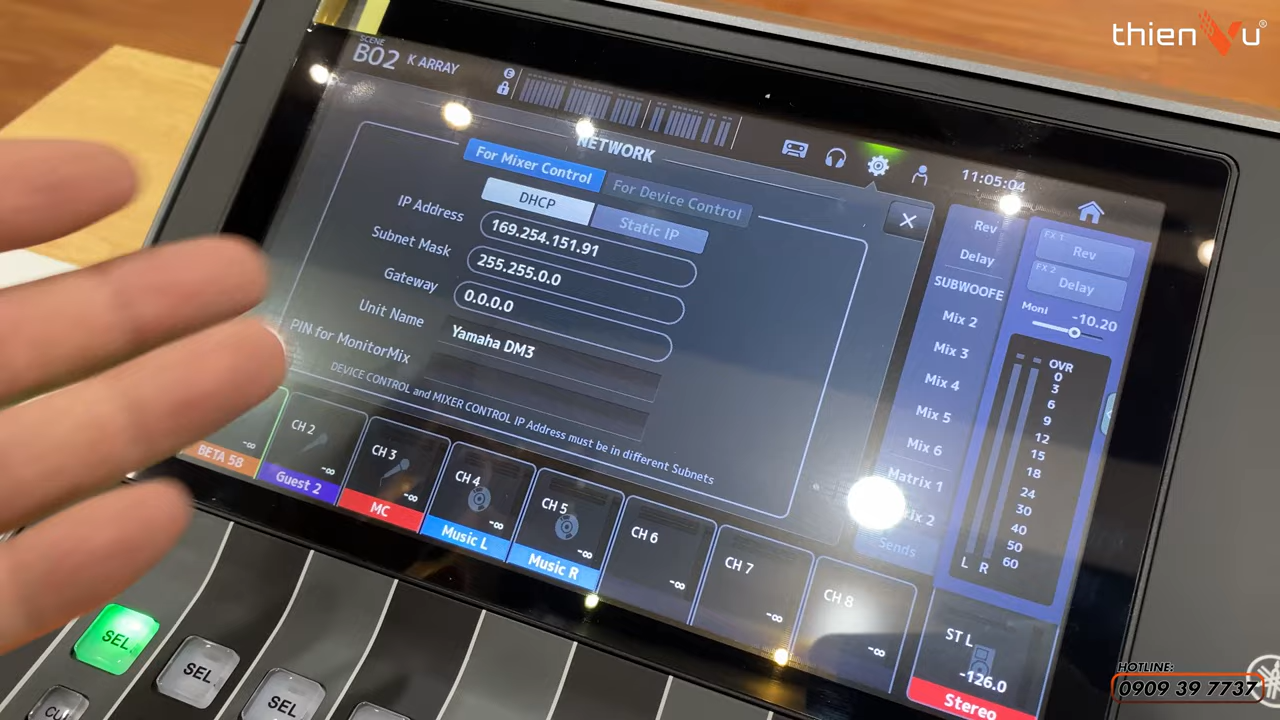 thien Vu®
SCENE
B02 K ARRAY
E
11:05:04
NETWORK
For Mixer Control
For Device Control
DHCP
Static IP
IP Address
169.254.151.91
Subnet Mask
255.255.0.0
Gateway
0.0.0.0
Unit Name
Yamaha DM3
PIN for MonitorMix
DEVICE CONTROL and MIXER CONTROL IP Address must be in different Subnets
Rev
Delay
SUBWOOFE
Mix 2
Mix 3
Mix 4
Mix 5
Mix 6
Matrix 1
Sends
FX 1
Rev
FX 2
Delay
Moni
-10.20
OVR
0
3
6
9
12
15
18
24
30
40
50
60
L R
-∞
BETA 58
CH 2
-∞
Guest 2
CH 3
-∞
MC
CH 4
-∞
Music L
CH 5
-∞
Music R
CH 6
-∞
CH 7
-∞
CH 8
-∞
ST L
-126.0
Stereo
SEL
SEL
SEL
HOTLINE:
0909 39 7737